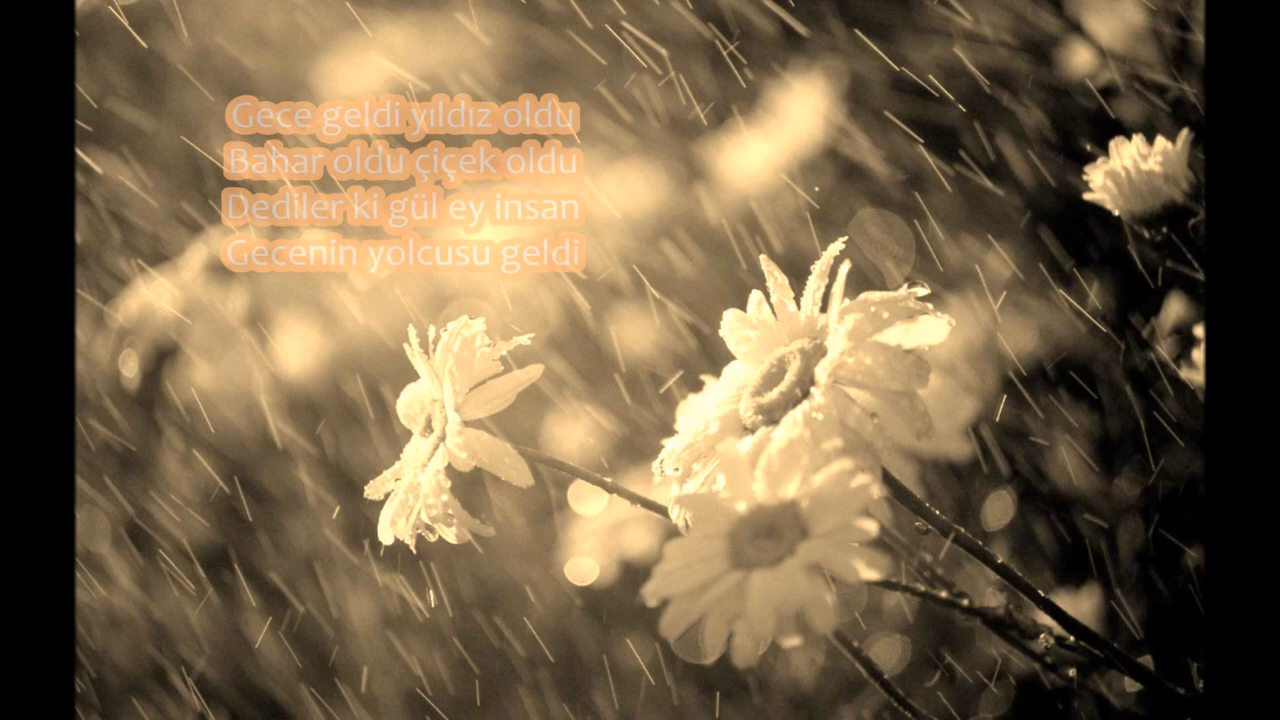 Gece geldi yıldız oldu
Bahar oldu çiçek oldu
Dediler ki gül ey insan
Gecenin yolcusu geldi